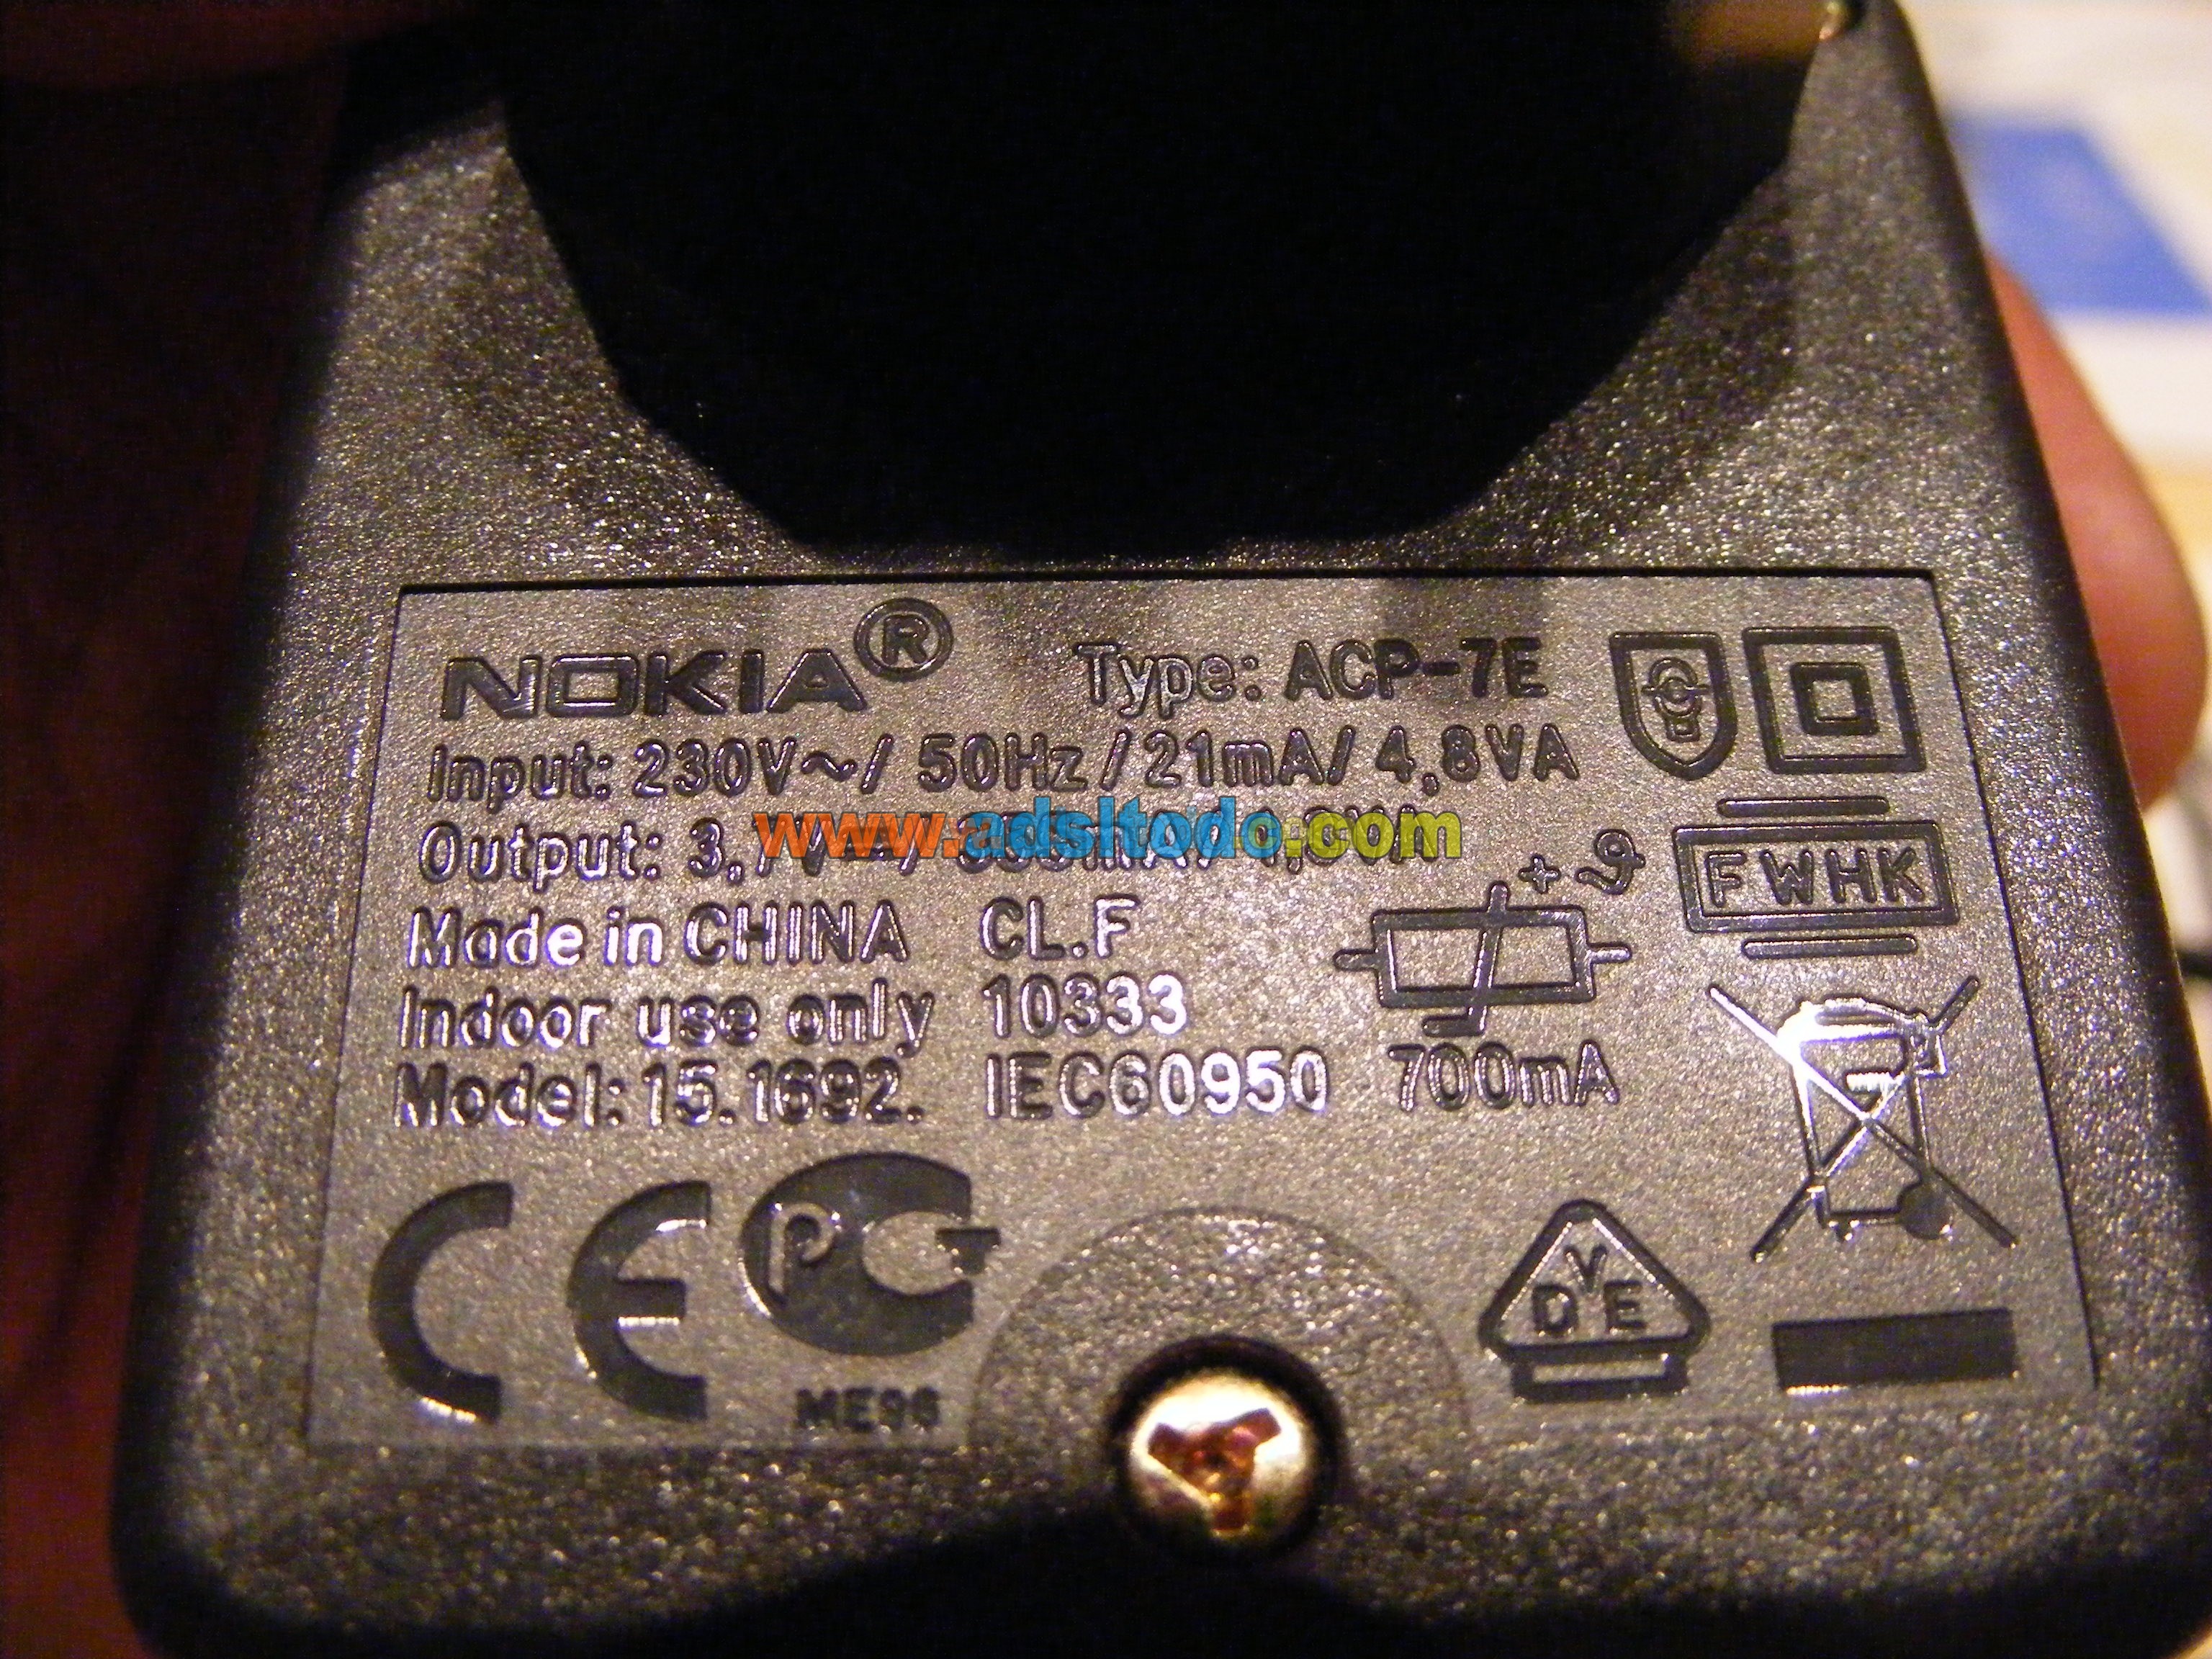 NOKIA® Type: ACP-7E
Input: 230V~/ 50Hz/21mA/ 4,8VA
www.adsltodo.com
Output: 3,7V
FWHK
Made in CHINA CL.F
Indoor use only 10333
Model: 15.1692. IEC60950 700mA
+ϑ
CE PG
DVE
ME96